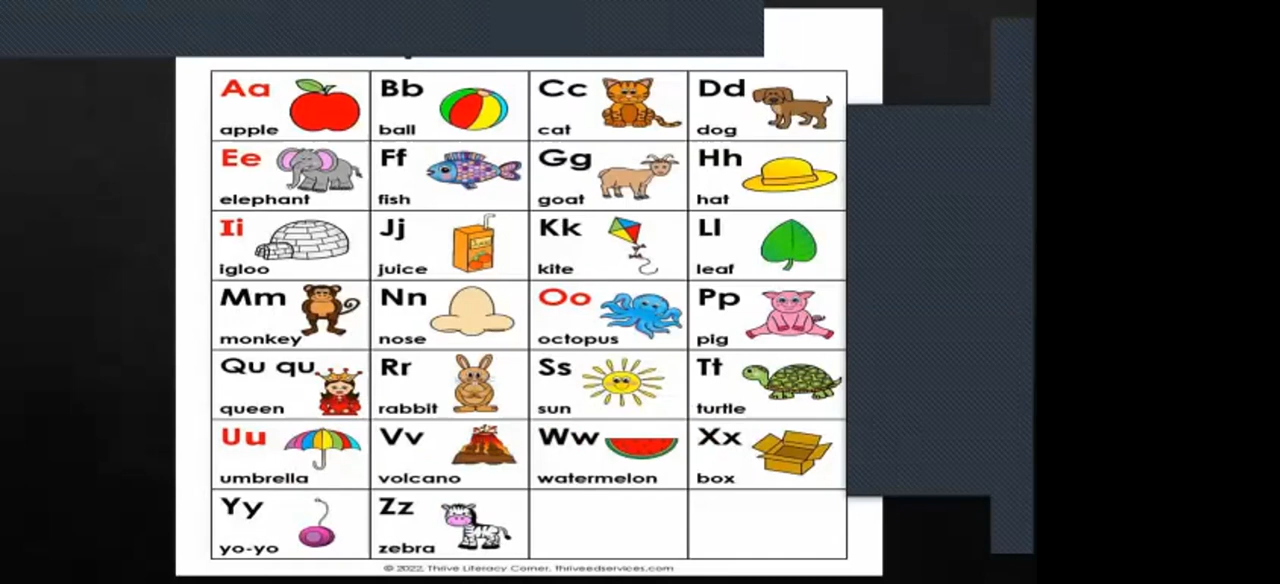 Aa Bb Cc Dd
apple ball cat dog
Ee Ff Gg Hh
elephant fish goat hat
Ii Jj Kk Ll
igloo juice kite leaf
Mm Nn Oo Pp
monkey nose octopus pig
Qu qu Rr Ss Tt
queen rabbit sun turtle
Uu Vv Ww Xx
umbrella volcano watermelon box
Yy Zz
yo-yo zebra
© 2022, Thrive Literacy Corner, thriveedservices.com